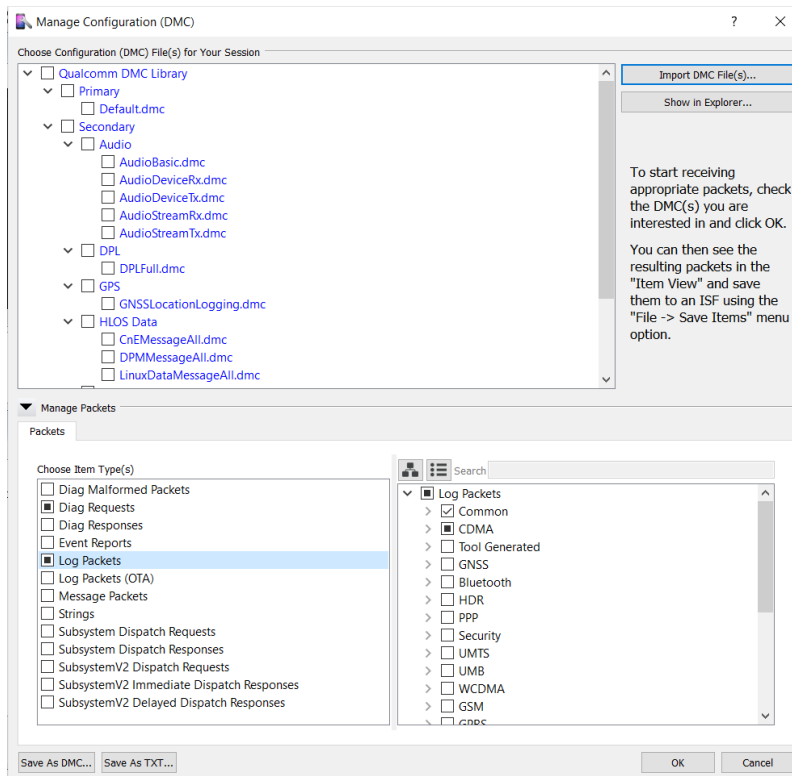 Manage Configuration (DMC)
?
Choose Configuration (DMC) File(s) for Your Session
Qualcomm DMC Library
Primary
Default.dmc
Secondary
Audio
AudioBasic.dmc
AudioDeviceRx.dmc
AudioDeviceTx.dmc
AudioStreamRx.dmc
AudioStreamTx.dmc
DPL
DPLFull.dmc
GPS
GNSSLocationLogging.dmc
HLOS Data
CnEMessageAll.dmc
DPMMessageAll.dmc
LinuxDataMessageAll.dmc
Import DMC File(s)...
Show in Explorer...
To start receiving
appropriate packets, check
the DMC(s) you are
interested in and click OK.
You can then see the
resulting packets in the
"Item View" and save
them to an ISF using the
"File -> Save Items" menu
option.
Manage Packets
Packets
Choose Item Type(s)
Diag Malformed Packets
Diag Requests
Diag Responses
Event Reports
Log Packets
Log Packets (OTA)
Message Packets
Strings
Subsystem Dispatch Requests
Subsystem Dispatch Responses
SubsystemV2 Dispatch Requests
SubsystemV2 Immediate Dispatch Responses
SubsystemV2 Delayed Dispatch Responses
Search
Log Packets
Common
CDMA
Tool Generated
GNSS
Bluetooth
HDR
PPP
Security
UMTS
UMB
WCDMA
GSM
GPRS
Save As DMC...
Save As TXT...
OK
Cancel